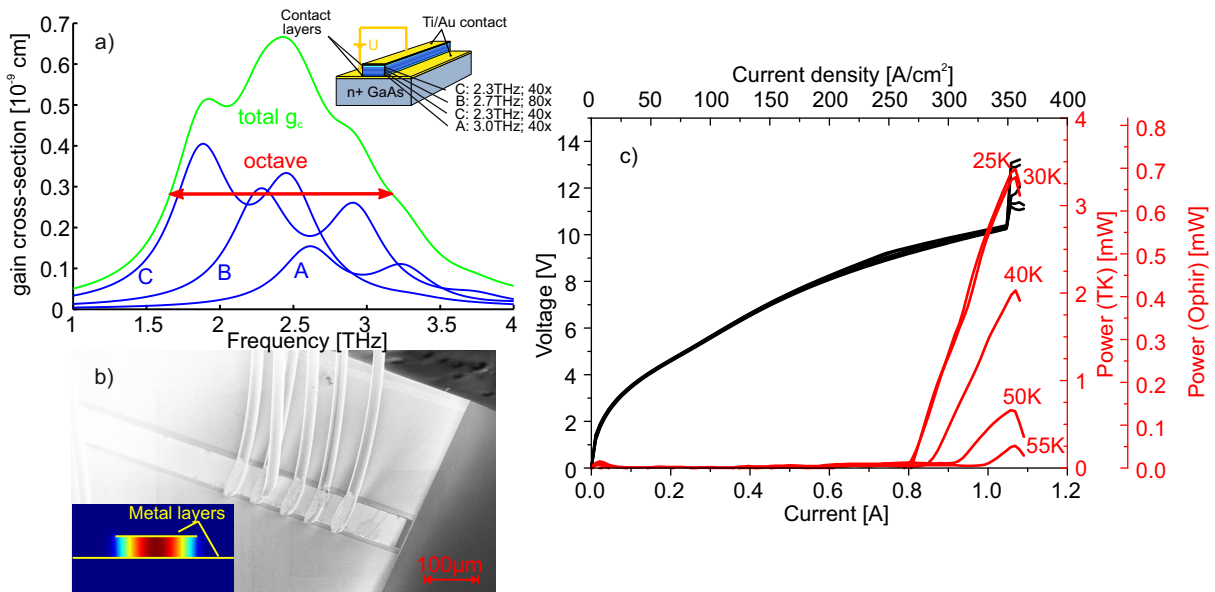 a)
gain cross-section [10⁻⁹ cm]
0.7
0.6
0.5
0.4
0.3
0.2
0.1
0
1
1.5
2
2.5
3
3.5
4
Frequency [THz]
total g_c
octave
C
B
A
Contact
layers
Ti/Au contact
U
n+ GaAs
C: 2.3THz; 40x
B: 2.7THz; 80x
C: 2.3THz; 40x
A: 3.0THz; 40x
b)
Metal layers
100µm
c)
Current density [A/cm²]
0 50 100 150 200 250 300 350 400
Voltage [V]
14
12
10
8
6
4
2
0
0.0 0.2 0.4 0.6 0.8 1.0 1.2
Current [A]
25K
30K
40K
50K
55K
4
3
2
1
0
Power (TK) [mW]
0.8
0.7
0.6
0.5
0.4
0.3
0.2
0.1
0.0
Power (Ophir) [mW]